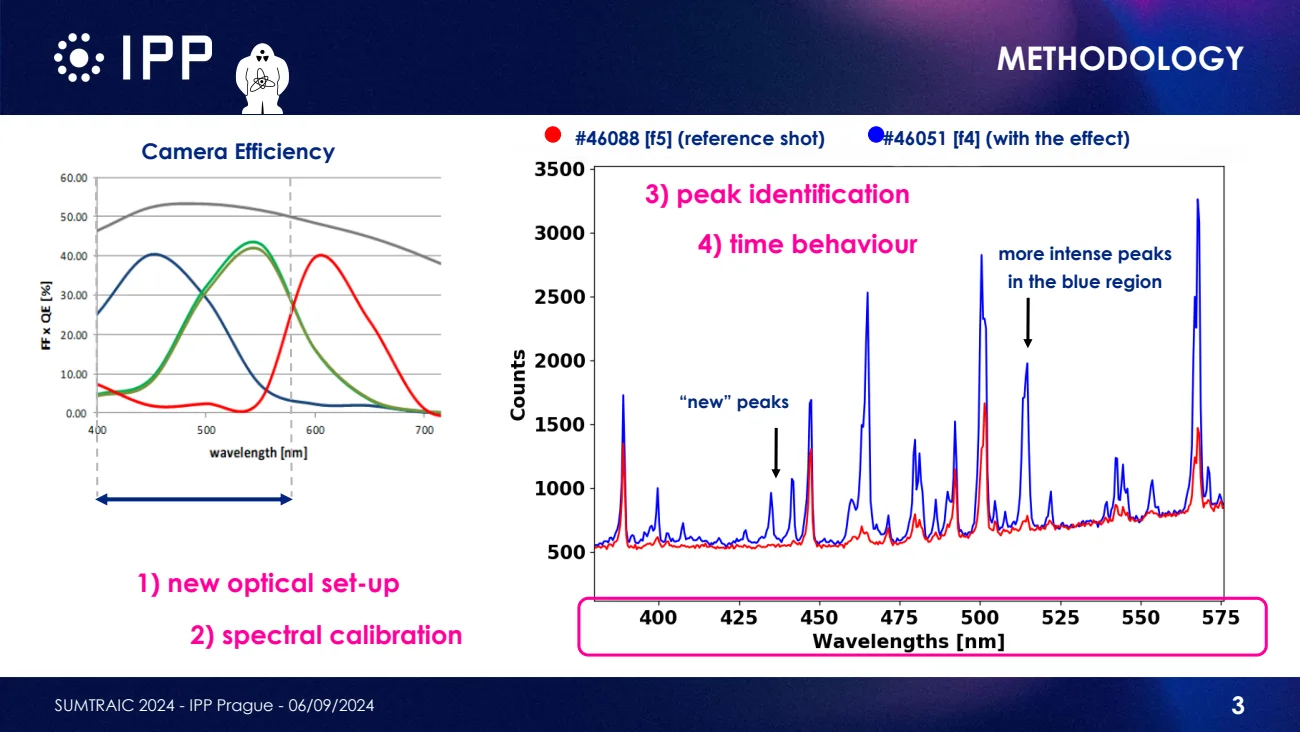 IPP
METHODOLOGY
Camera Efficiency
60.00
50.00
40.00
30.00
20.00
10.00
0.00
FF x QE [%]
400
500
600
700
wavelength [nm]
1) new optical set-up
2) spectral calibration
#46088 [f5] (reference shot)
#46051 [f4] (with the effect)
3500
3000
2500
2000
1500
1000
500
Counts
3) peak identification
4) time behaviour
more intense peaks
in the blue region
“new” peaks
400
425
450
475
500
525
550
575
Wavelengths [nm]
SUMTRAIC 2024 - IPP Prague - 06/09/2024
3